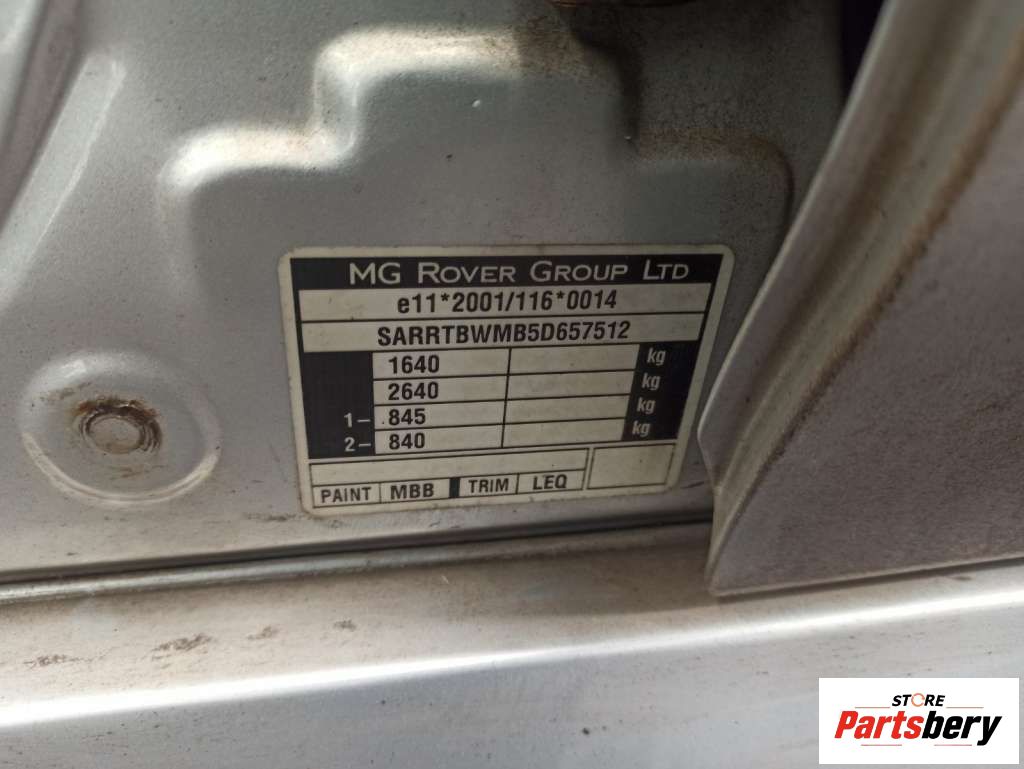 MG ROVER GROUP LTD
e11*2001/116*0014
SARRTBWMB5D657512
1640 kg
2640 kg
1- 845 kg
2- 840 kg
PAINT MBB TRIM LEQ
STORE
Partsbery